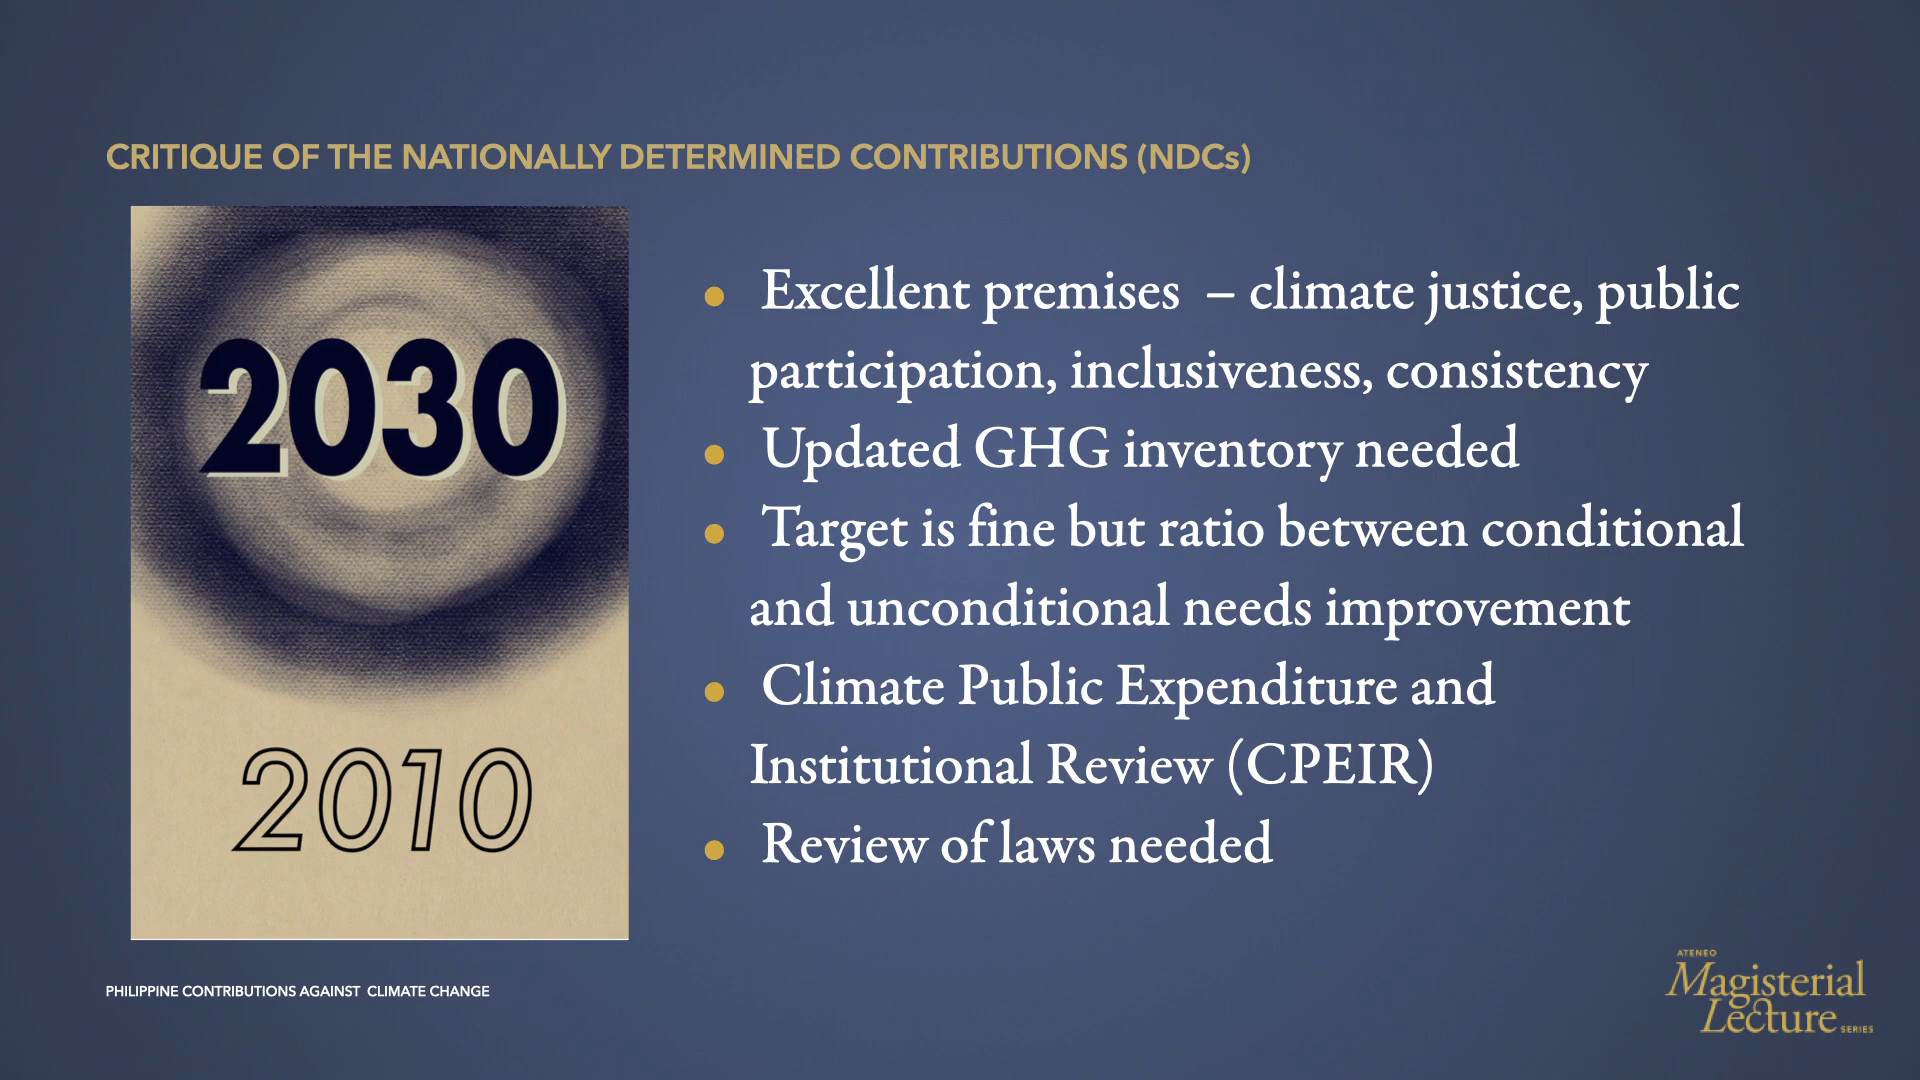 CRITIQUE OF THE NATIONALLY DETERMINED CONTRIBUTIONS (NDCs)
2030
2010
• Excellent premises – climate justice, public
participation, inclusiveness, consistency
• Updated GHG inventory needed
• Target is fine but ratio between conditional
and unconditional needs improvement
• Climate Public Expenditure and
Institutional Review (CPEIR)
• Review of laws needed
PHILIPPINE CONTRIBUTIONS AGAINST CLIMATE CHANGE
ATENEO
Magisterial
Lecture SERIES